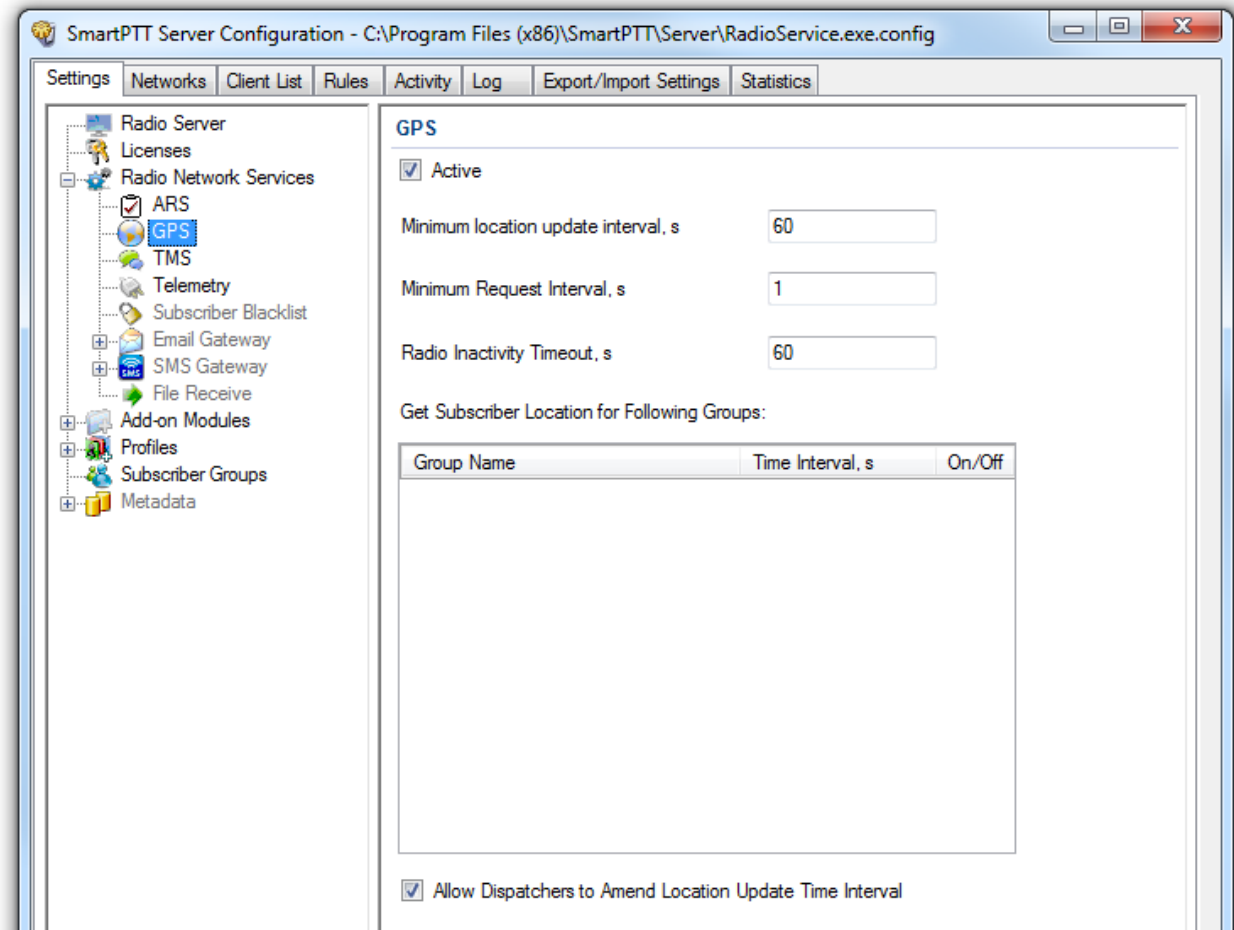 SmartPTT Server Configuration - C:\Program Files (x86)\SmartPTT\Server\RadioService.exe.config
Settings Networks Client List Rules Activity Log Export/Import Settings Statistics
Radio Server
Licenses
Radio Network Services
ARS
GPS
TMS
Telemetry
Subscriber Blacklist
Email Gateway
SMS
SMS Gateway
File Receive
Add-on Modules
Profiles
Subscriber Groups
Metadata
GPS
Active
Minimum location update interval, s 60
Minimum Request Interval, s 1
Radio Inactivity Timeout, s 60
Get Subscriber Location for Following Groups:
Group Name Time Interval, s On/Off
Allow Dispatchers to Amend Location Update Time Interval